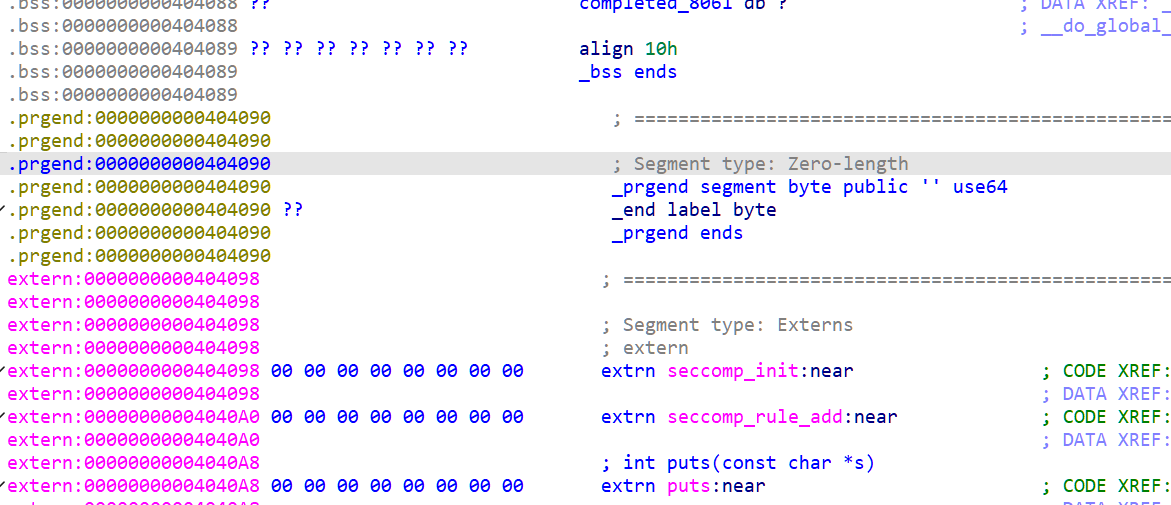 .bss:0000000000404088 ?? completed_8061 db ? ; DATA XREF: _
.bss:0000000000404088 ; __do_global_
.bss:0000000000404089 ?? ?? ?? ?? ?? ?? ?? align 10h
.bss:0000000000404089 _bss ends
.bss:0000000000404089
.prgend:0000000000404090 ; =================================================
.prgend:0000000000404090
.prgend:0000000000404090 ; Segment type: Zero-length
.prgend:0000000000404090 _prgend segment byte public '' use64
.prgend:0000000000404090 ?? _end label byte
.prgend:0000000000404090 _prgend ends
.prgend:0000000000404090
extern:0000000000404098 ; ==================================================
extern:0000000000404098
extern:0000000000404098 ; Segment type: Externs
extern:0000000000404098 ; extern
extern:0000000000404098 00 00 00 00 00 00 00 00 extrn seccomp_init:near ; CODE XREF:
extern:0000000000404098 ; DATA XREF:
extern:00000000004040A0 00 00 00 00 00 00 00 00 extrn seccomp_rule_add:near ; CODE XREF:
extern:00000000004040A0 ; DATA XREF:
extern:00000000004040A8 ; int puts(const char *s)
extern:00000000004040A8 00 00 00 00 00 00 00 00 extrn puts:near ; CODE XREF: